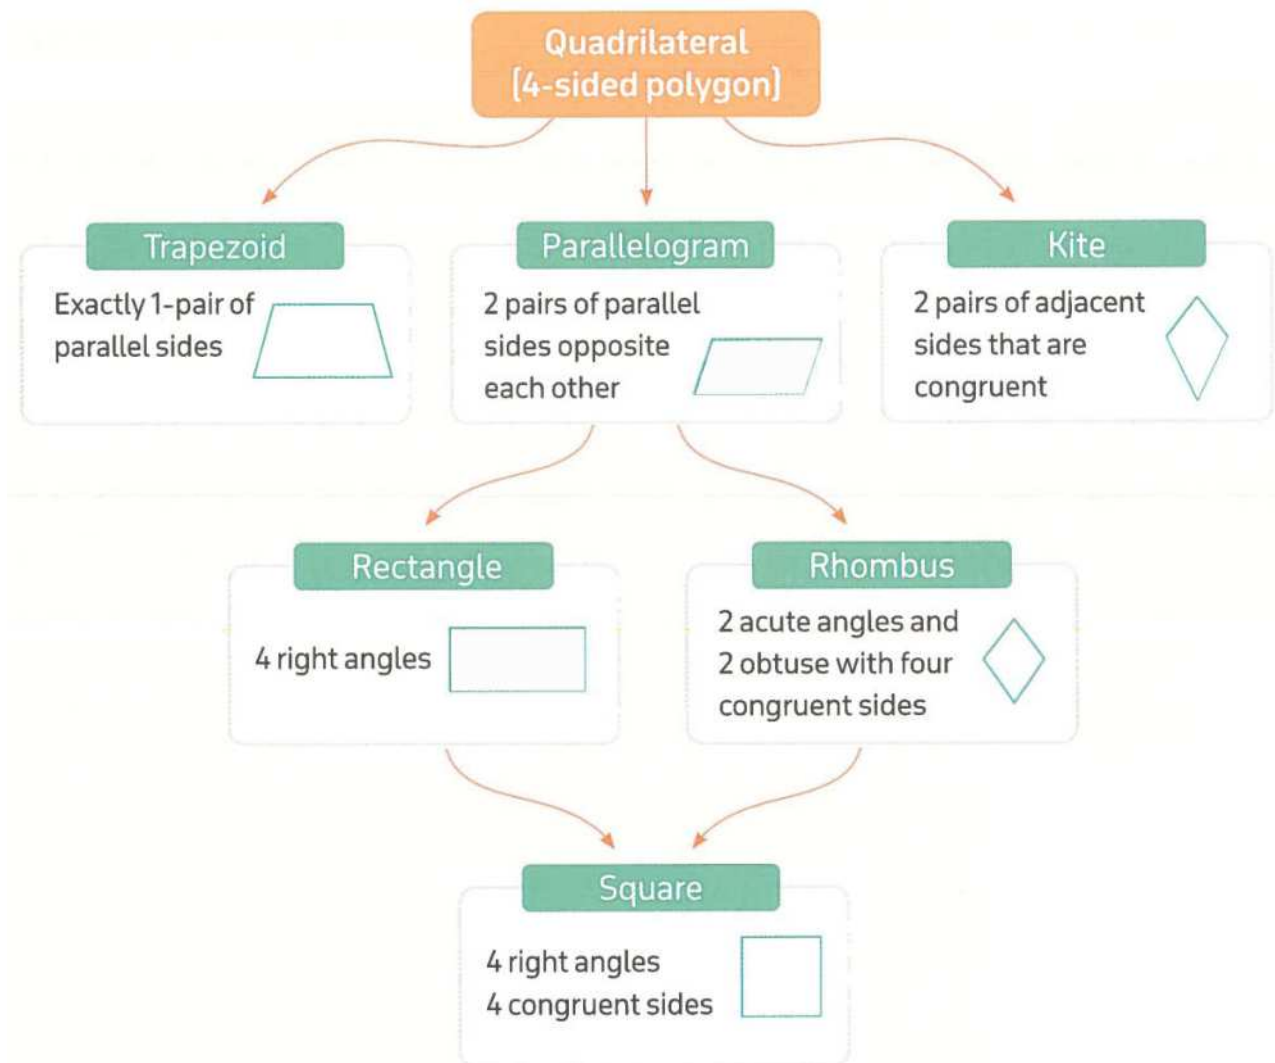 Quadrilateral
(4-sided polygon)
Trapezoid
Exactly 1-pair of
parallel sides
Parallelogram
2 pairs of parallel
sides opposite
each other
Kite
2 pairs of adjacent
sides that are
congruent
Rectangle
4 right angles
Rhombus
2 acute angles and
2 obtuse with four
congruent sides
Square
4 right angles
4 congruent sides